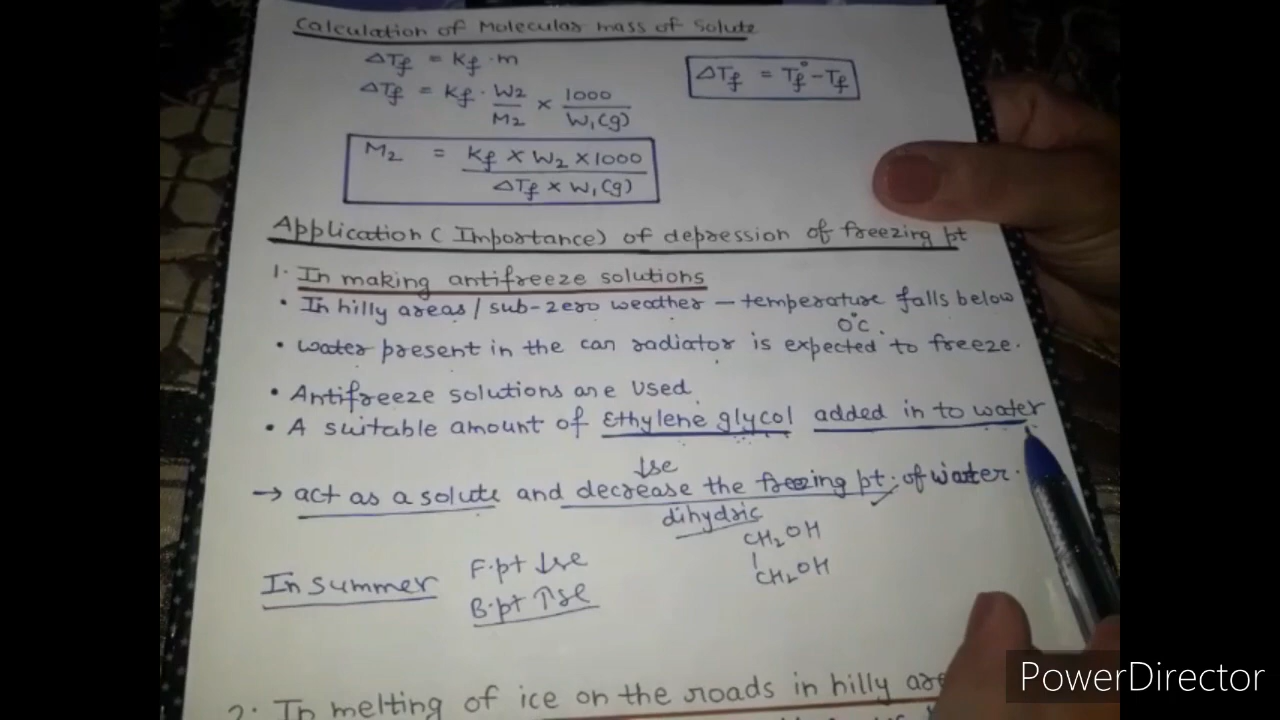 Calculation of Molecular mass of Solute
ΔTf = Kf · m
ΔTf° = Tf° - Tf
ΔTf = Kf · W2/M2 × 1000/W1(g)
M2 = Kf × W2 × 1000 / ΔTf × W1(g)
Application (Importance) of depression of freezing pt
1. In making antifreeze solutions
• In hilly areas / sub-zero weather — temperature falls below
0°C.
• water present in the can radiator is expected to freeze.
• Antifreeze solutions are Used
• A suitable amount of Ethylene glycol added in to water
↓se
→ act as a solute and decrease the freezing pt. of water.
dihydric
CH2OH
|
CH2OH
In summer
F.pt ↓se
B.pt ↑se
2. In melting of ice on the roads in hilly
PowerDirector